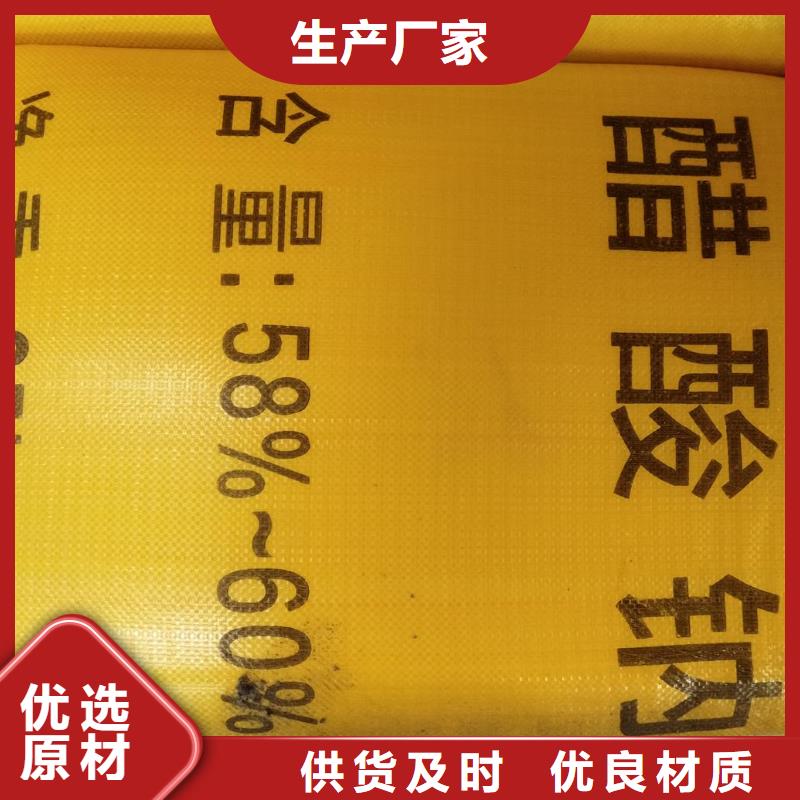 生产厂家
醋酸钠
含量:58%~60%
优选
原材
供货及时 优良材质